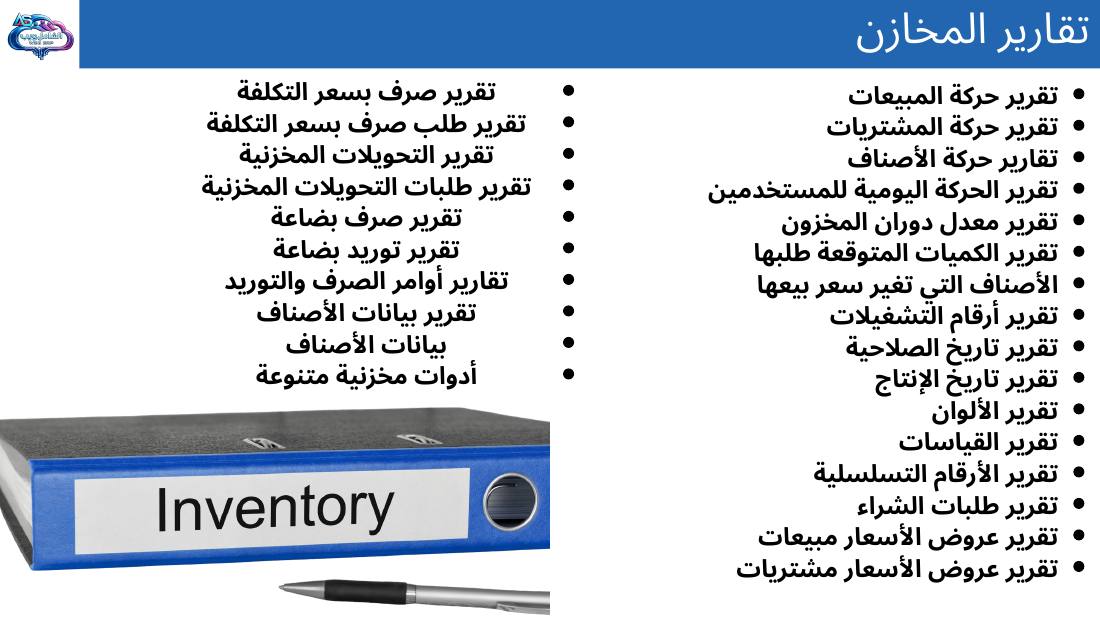 تقارير المخازن
تقرير حركة المبيعات
تقرير حركة المشتريات
تقارير حركة الأصناف
تقرير الحركة اليومية للمستخدمين
تقرير معدل دوران المخزون
تقرير الكميات المتوقعة طلبها
الأصناف التي تغير سعر بيعها
تقرير أرقام التشغيلات
تقرير تاريخ الصلاحية
تقرير تاريخ الإنتاج
تقرير الألوان
تقرير القياسات
تقرير الأرقام التسلسلية
تقرير طلبات الشراء
تقرير عروض الأسعار مبيعات
تقرير عروض الأسعار مشتريات
تقرير صرف بسعر التكلفة
تقرير طلب صرف بسعر التكلفة
تقرير التحويلات المخزنية
تقرير طلبات التحويلات المخزنية
تقرير صرف بضاعة
تقرير توريد بضاعة
تقارير أوامر الصرف والتوريد
تقرير بيانات الأصناف
بيانات الأصناف
أدوات مخزنية متنوعة
Inventory